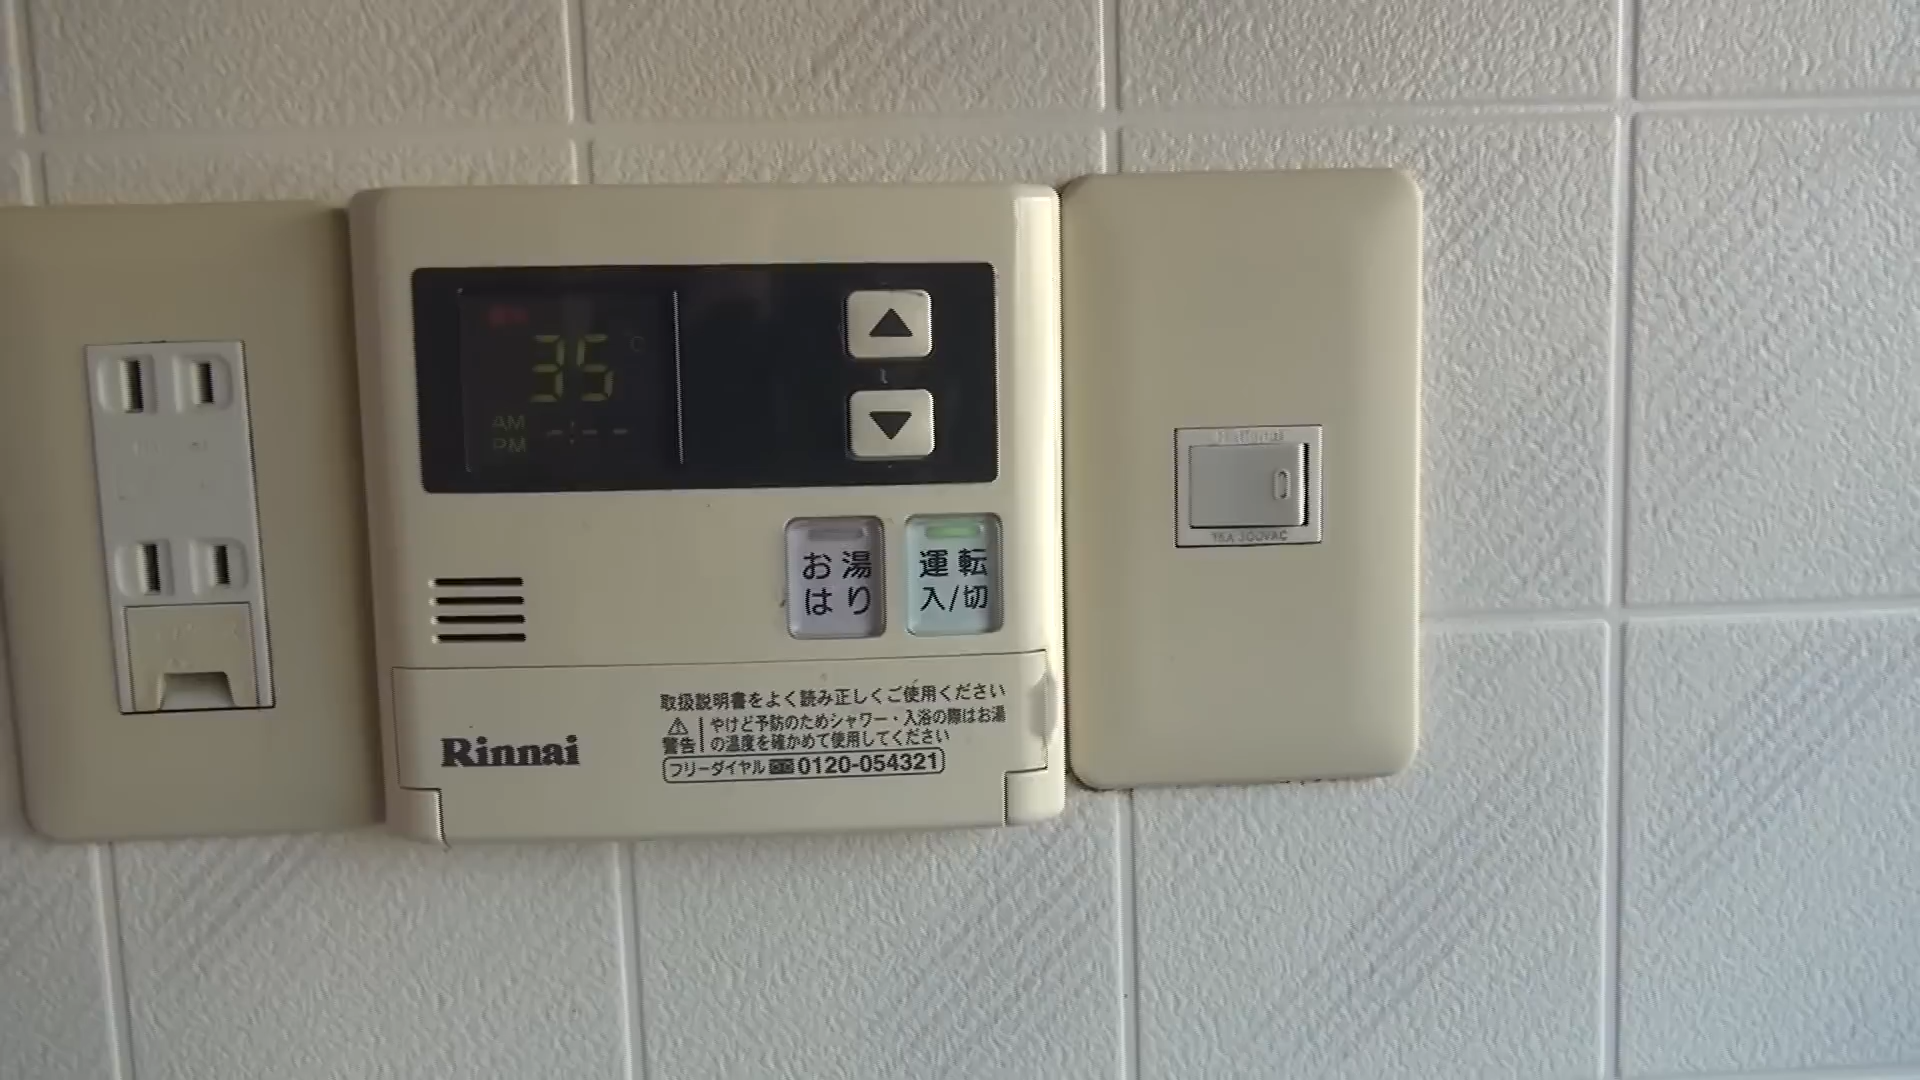 35
℃
AM
PM
-:--
お湯
はり
運転
入/切
取扱説明書をよく読み正しくご使用ください
警告
やけど予防のためシャワー・入浴の際はお湯
の温度を確かめて使用してください
Rinnai
フリーダイヤル 0120-054321
National
15A 300VAC